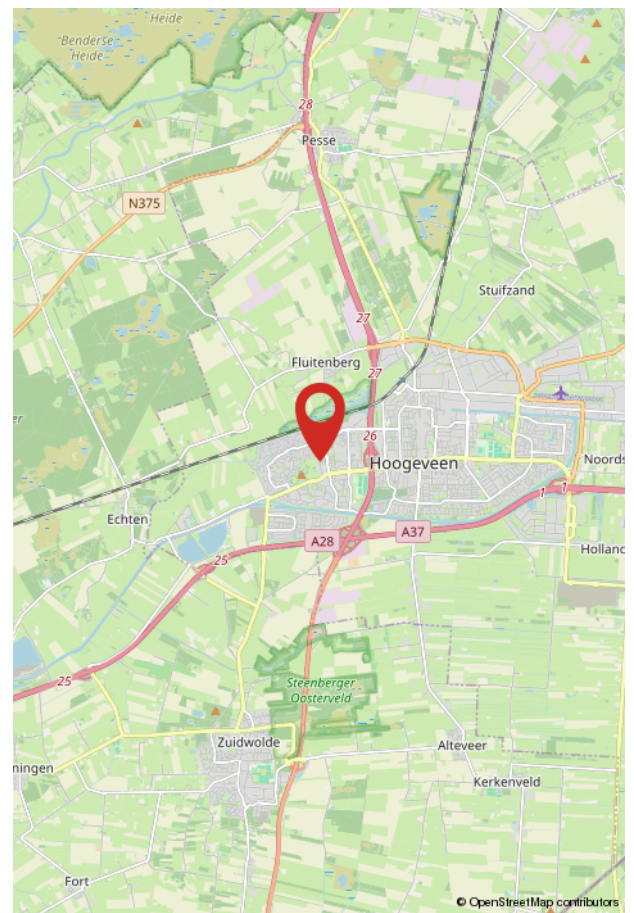 Heide
Benderse
Heide
28
Pesse
N375
Stuifzand
27
Fluitenberg
27
26
Hoogeveen
Noords
1
1
Echten
A28
A37
Holland
25
25
Steenberger
Oosterveld
Zuidwolde
Alteveer
ningen
Kerkenveld
Fort
© OpenStreetMap contributors